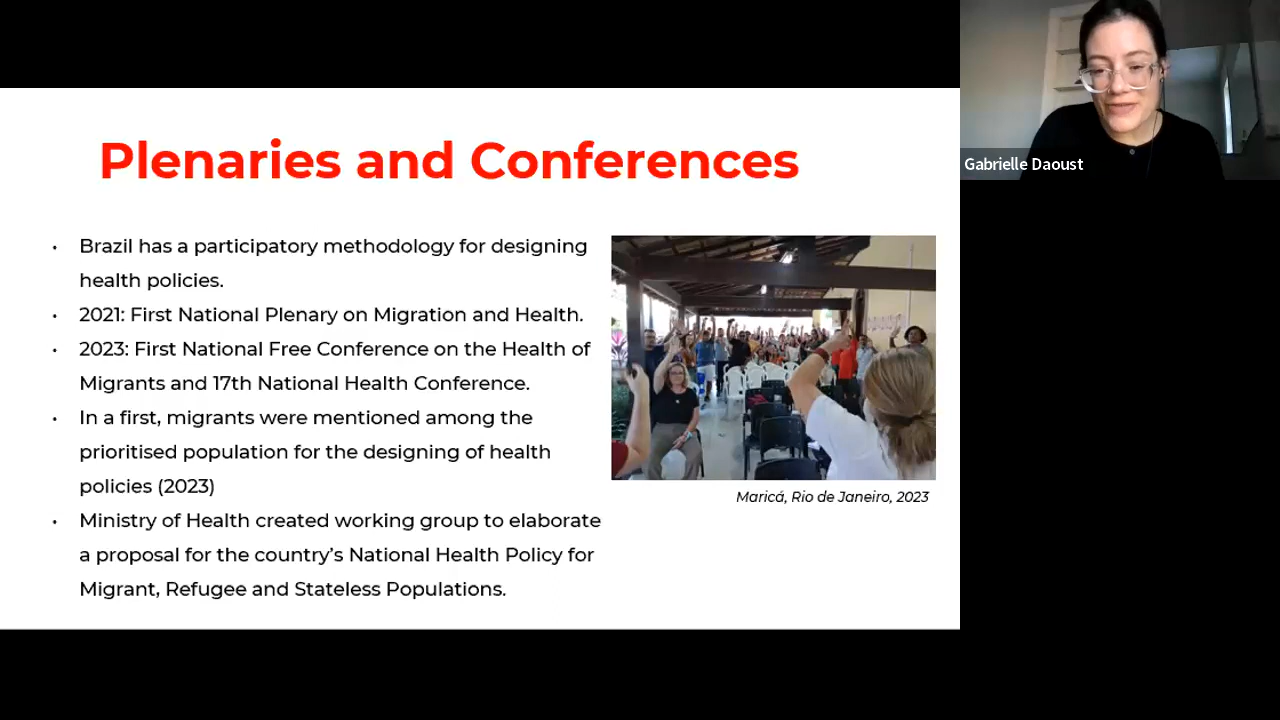 Plenaries and Conferences
• Brazil has a participatory methodology for designing
health policies.
• 2021: First National Plenary on Migration and Health.
• 2023: First National Free Conference on the Health of
Migrants and 17th National Health Conference.
• In a first, migrants were mentioned among the
prioritised population for the designing of health
policies (2023)
• Ministry of Health created working group to elaborate
a proposal for the country’s National Health Policy for
Migrant, Refugee and Stateless Populations.
Maricá, Rio de Janeiro, 2023
Gabrielle Daoust